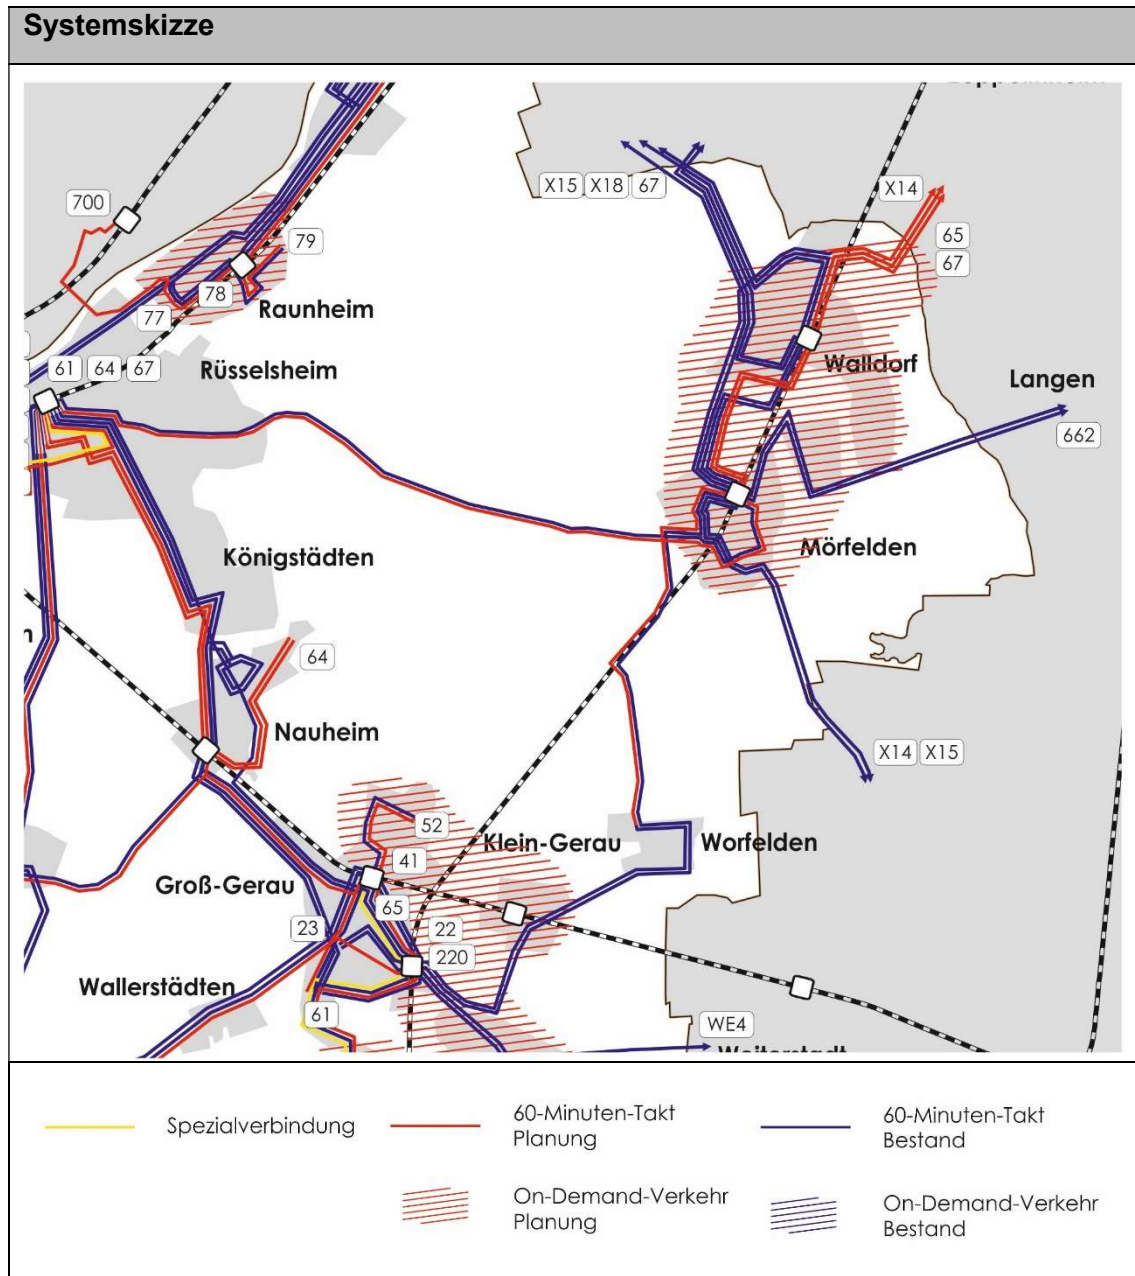 Systemskizze
X15 X18 67
X14
700
65
67
79
78
77
Raunheim
61 64 67
Rüsselsheim
Walldorf
Langen
662
Königstädten
Mörfelden
64
Nauheim
X14 X15
52
Klein-Gerau
Worfelden
41
Groß-Gerau
65
23
22
220
Wallerstädten
61
WE4
Spezialverbindung
60-Minuten-Takt
Planung
60-Minuten-Takt
Bestand
On-Demand-Verkehr
Planung
On-Demand-Verkehr
Bestand